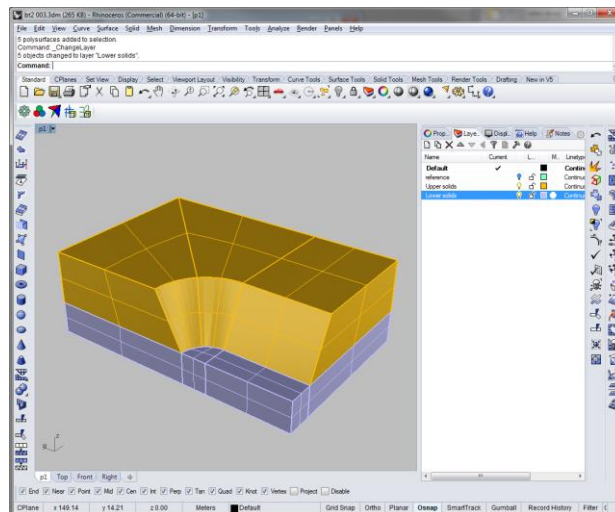 bt2 003.3dm (265 KB) - Rhinoceros (Commercial) (64-bit) - [p1]
File Edit View Curve Surface Solid Mesh Dimension Transform Tools Analyze Render Panels Help
5 polysurfaces added to selection.
Command: _ChangeLayer
5 objects changed to layer "Lower solids".
Command:
Standard CPlanes Set View Display Select Viewport Layout Visibility Transform Curve Tools Surface Tools Solid Tools Mesh Tools Render Tools Drafting New in V5
p1
Prop... Laye... Displ... Help Notes
Name Current L... M.. Linetyp
Default Contin
reference Continu
Upper solids Continu
Lower solids Continu
z
p1 Top Front Right
End Near Point Mid Cen Int Perp Tan Quad Knot Vertex Project Disable
CPlane x 149.14 y 14.21 z 0.00 Meters Default Grid Snap Ortho Planar Osnap SmartTrack Gumball Record History Filter